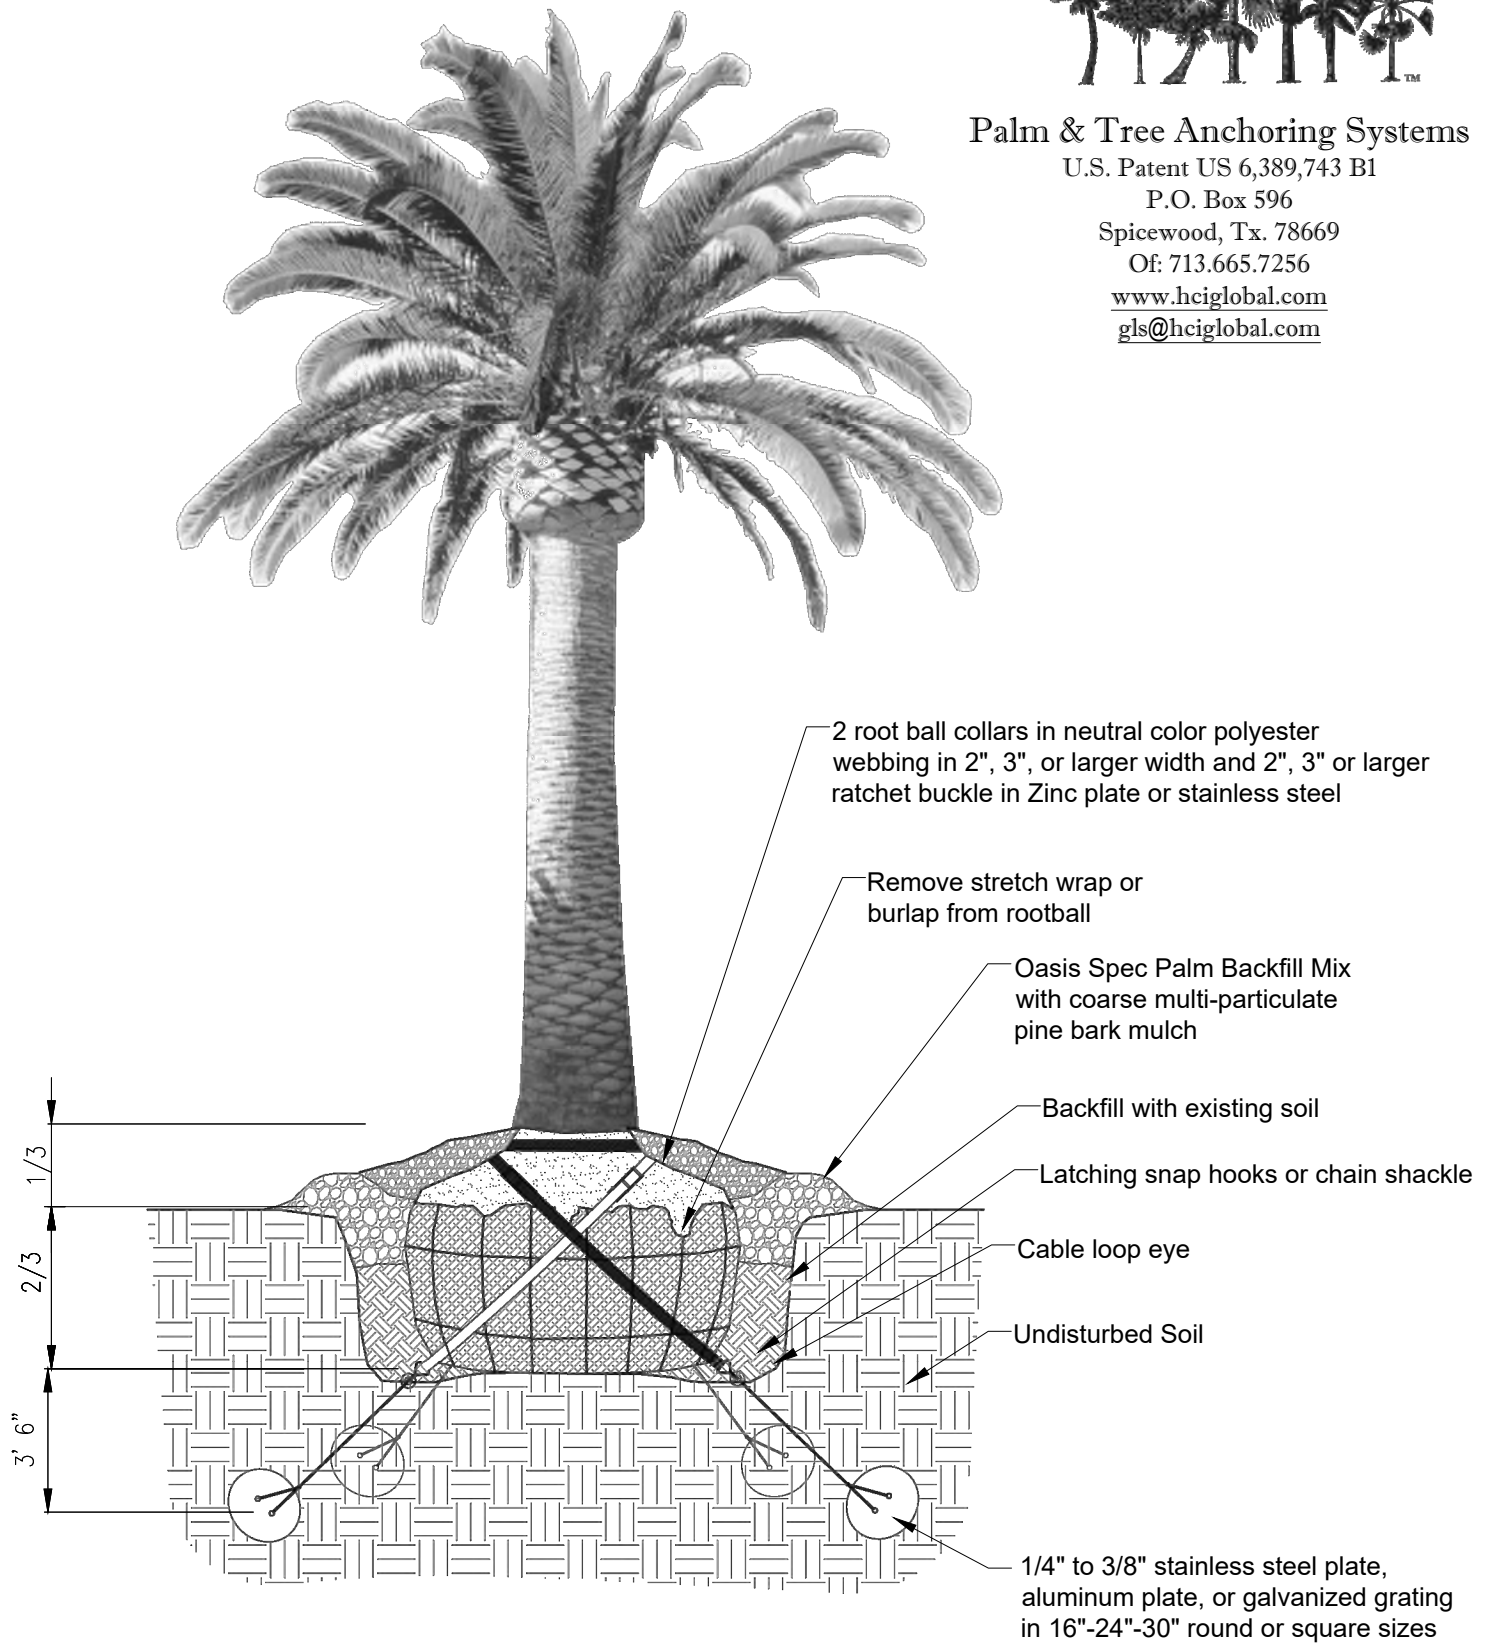 TM
Palm & Tree Anchoring Systems
U.S. Patent US 6,389,743 B1
P.O. Box 596
Spicewood, Tx. 78669
Of: 713.665.7256
www.hciglobal.com
gls@hciglobal.com
2 root ball collars in neutral color polyester
webbing in 2", 3", or larger width and 2", 3" or larger
ratchet buckle in Zinc plate or stainless steel
Remove stretch wrap or
burlap from rootball
Oasis Spec Palm Backfill Mix
with coarse multi-particulate
pine bark mulch
Backfill with existing soil
Latching snap hooks or chain shackle
Cable loop eye
Undisturbed Soil
1/4" to 3/8" stainless steel plate,
aluminum plate, or galvanized grating
in 16"-24"-30" round or square sizes
1/3
2/3
3' 6"